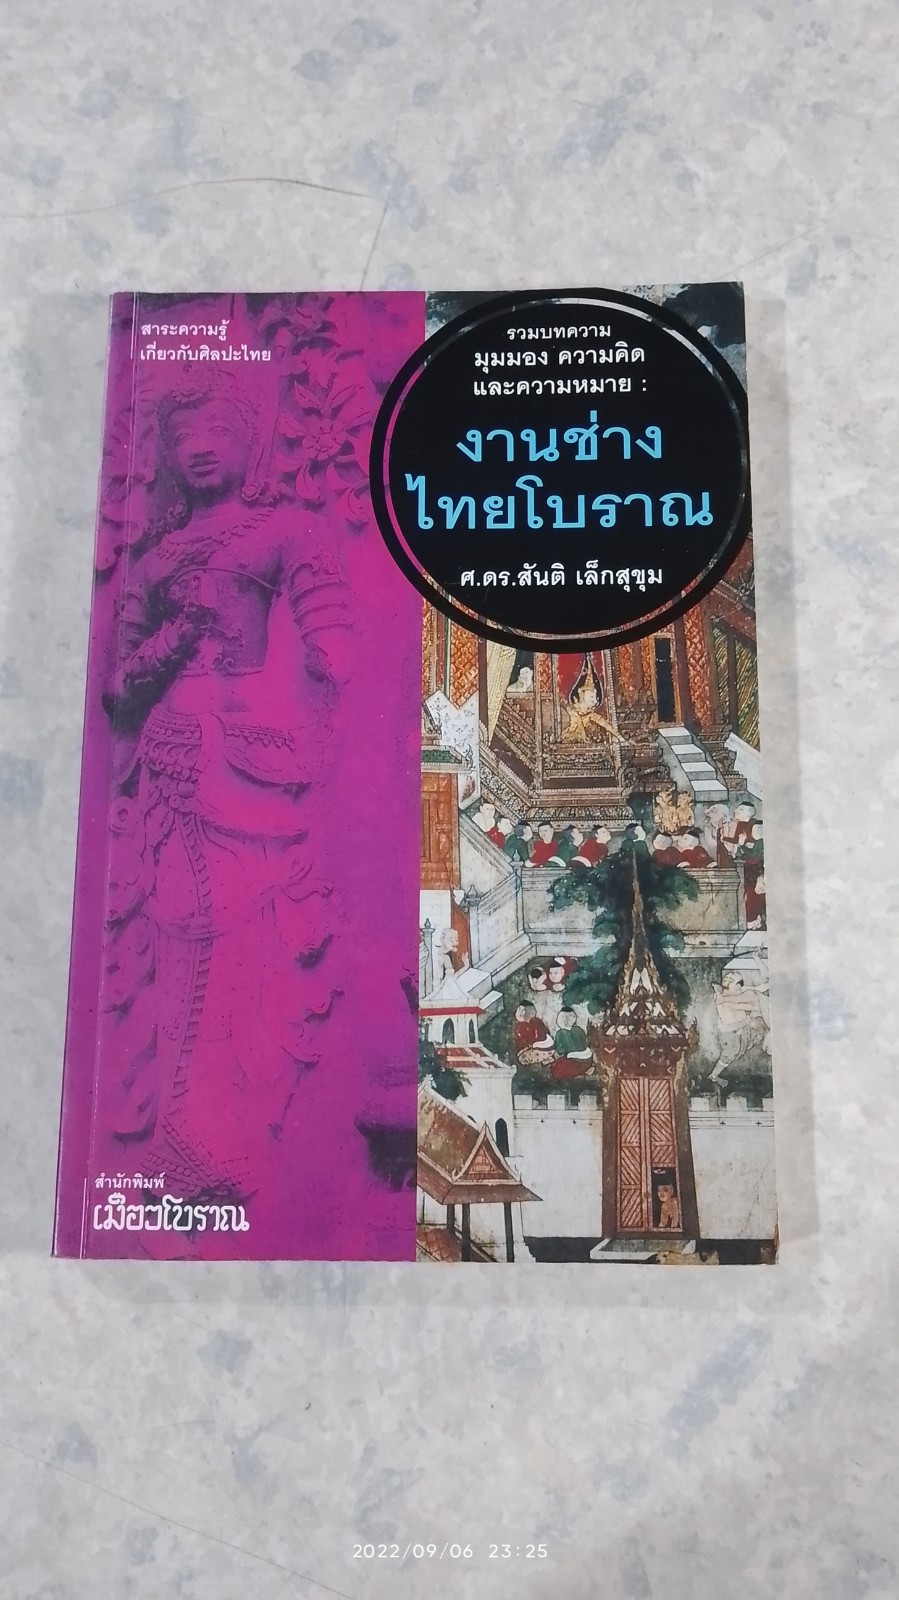 สาระความรู้
เกี่ยวกับศิลปะไทย
รวมบทความ
มุมมอง ความคิด
และความหมาย :
งานช่าง
ไทยโบราณ
ศ.ดร.สันติ เล็กสุขุม
สำนักพิมพ์
เมืองโบราณ
2022/09/06 23:25